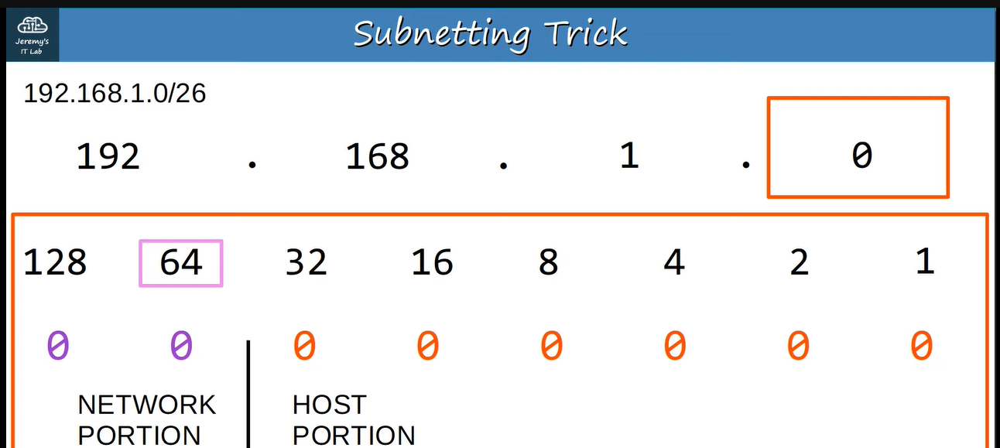 Jeremy's
IT Lab
Subnetting Trick
192.168.1.0/26
192 . 168 . 1 . 0
128 64 32 16 8 4 2 1
0 0 0 0 0 0 0 0
NETWORK HOST
PORTION PORTION